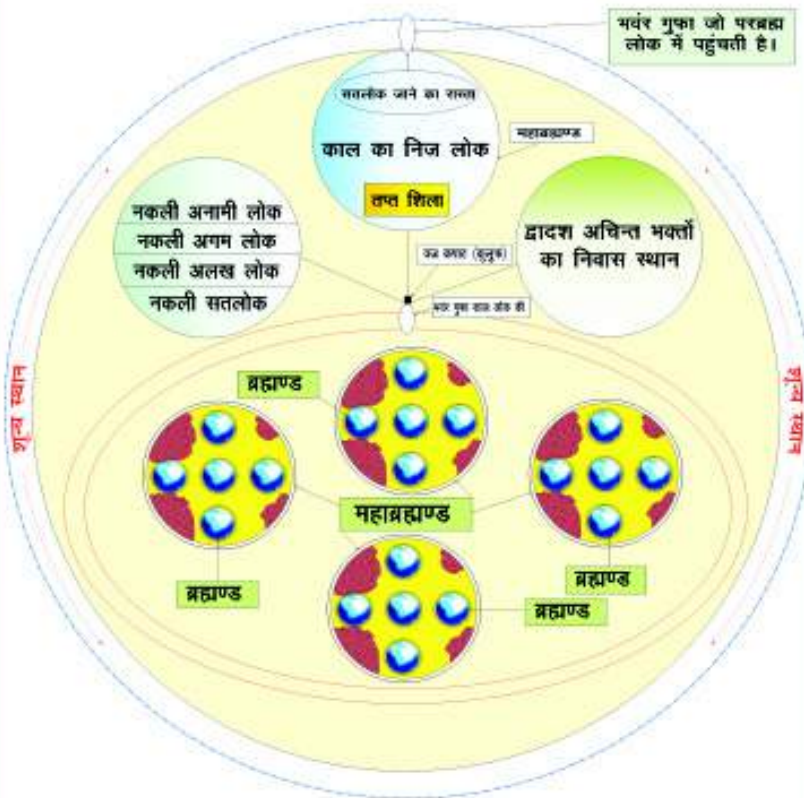 भवंर गुफा जो परब्रह्म
लोक में पहुंचती है।
सतलोक जाने का रास्ता
काल का निज लोक
महाब्रह्मण्ड
तप्त शिला
नकली अनामी लोक
नकली अगम लोक
नकली अलख लोक
नकली सतलोक
द्वादश अचिन्त भक्तों
का निवास स्थान
शून्य स्थान
शून्य स्थान
ब्रह्मण्ड
महाब्रह्मण्ड
ब्रह्मण्ड
ब्रह्मण्ड
ब्रह्मण्ड